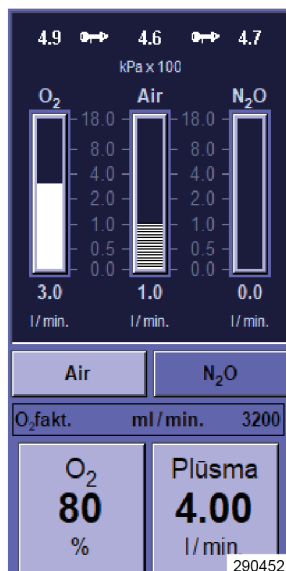 4.9 4.6 4.7
kPa x 100
O₂ Air N₂O
18.0 18.0
8.0 8.0
4.0 4.0
2.0 2.0
1.0 1.0
0.5 0.5
0.0 0.0
3.0 1.0 0.0
l/min. l/min. l/min.
Air N₂O
O₂fakt. ml/min. 3200
O₂ Plūsma
80 4.00
% l/min.
290452